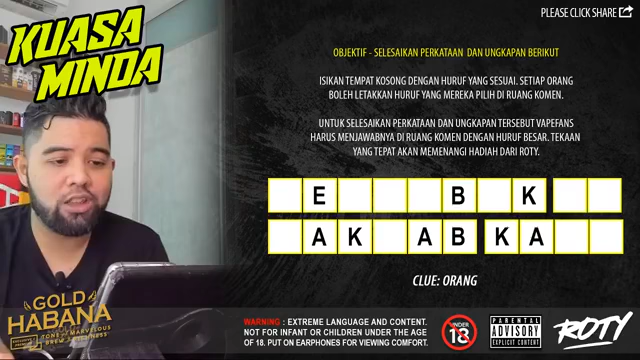 PLEASE CLICK SHARE
KUASA
MINDA
OBJEKTIF - SELESAIKAN PERKATAAN DAN UNGKAPAN BERIKUT
ISIKAN TEMPAT KOSONG DENGAN HURUF YANG SESUAI. SETIAP ORANG
BOLEH LETAKKAN HURUF YANG MEREKA PILIH DI RUANG KOMEN.
UNTUK SELESAIKAN PERKATAAN DAN UNGKAPAN TERSEBUT VAPEFANS
HARUS MENJAWABNYA DI RUANG KOMEN DENGAN HURUF BESAR. TEKAAN
YANG TEPAT AKAN MEMENANGI HADIAH DARI ROTY.
E B K
A K A B K A
CLUE: ORANG
GOLD
HABANA
WARNING : EXTREME LANGUAGE AND CONTENT.
NOT FOR INFANT OR CHILDREN UNDER THE AGE
OF 18. PUT ON EARPHONES FOR VIEWING COMFORT.
UNDER
18
PARENTAL
ADVISORY
EXPLICIT CONTENT
ROTY